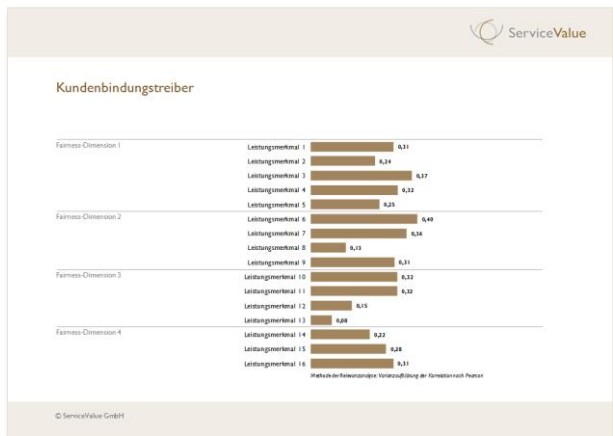 ServiceValue
Kundenbindungstreiber
Fairness-Dimension 1
Leistungsmerkmal 1 0,31
Leistungsmerkmal 2 0,24
Leistungsmerkmal 3 0,37
Leistungsmerkmal 4 0,32
Leistungsmerkmal 5 0,25
Fairness-Dimension 2
Leistungsmerkmal 6 0,40
Leistungsmerkmal 7 0,36
Leistungsmerkmal 8 0,13
Leistungsmerkmal 9 0,31
Fairness-Dimension 3
Leistungsmerkmal 10 0,32
Leistungsmerkmal 11 0,32
Leistungsmerkmal 12 0,15
Leistungsmerkmal 13 0,08
Fairness-Dimension 4
Leistungsmerkmal 14 0,22
Leistungsmerkmal 15 0,28
Leistungsmerkmal 16 0,31
Methode der Relevanzanalyse: Varianzaufklärung der Korrelation nach Pearson
© ServiceValue GmbH